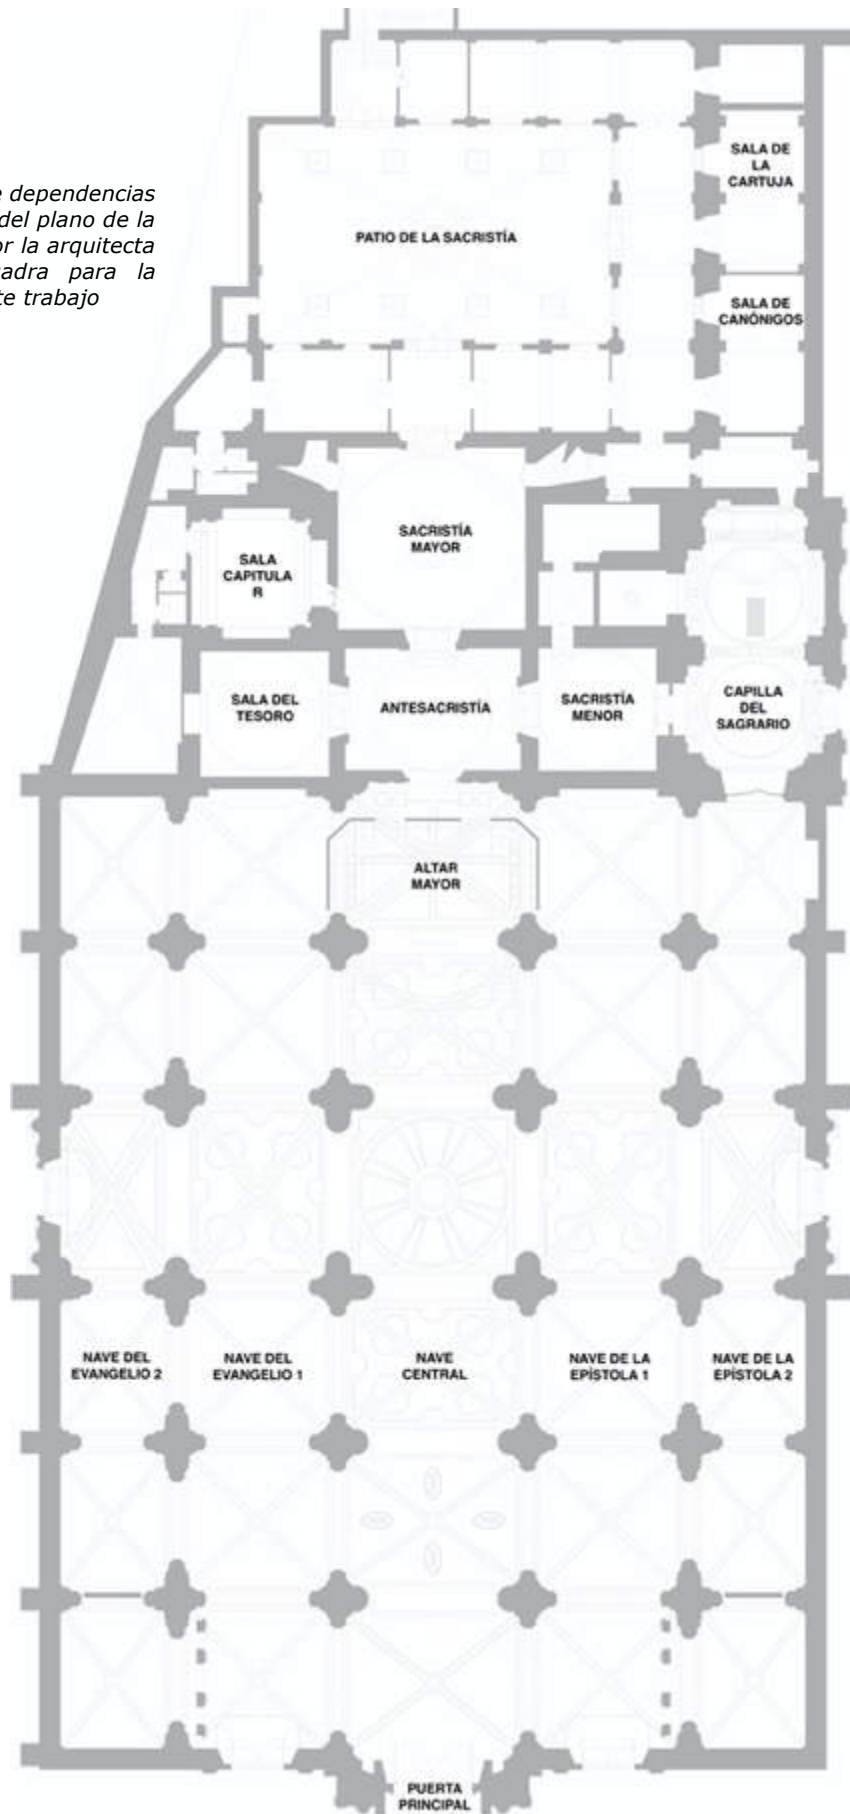 e dependencias
del plano de la
or la arquitecta
adra para la
te trabajo
SALA DE
LA
CARTUJA
PATIO DE LA SACRISTÍA
SALA DE
CANÓNIGOS
SACRISTÍA
MAYOR
SALA
CAPITULA
R
SALA DEL
TESORO
ANTESACRISTÍA
SACRISTÍA
MENOR
CAPILLA
DEL
SAGRARIO
ALTAR
MAYOR
NAVE DEL
EVANGELIO 2
NAVE DEL
EVANGELIO 1
NAVE
CENTRAL
NAVE DE LA
EPÍSTOLA 1
NAVE DE LA
EPÍSTOLA 2
PUERTA
PRINCIPAL